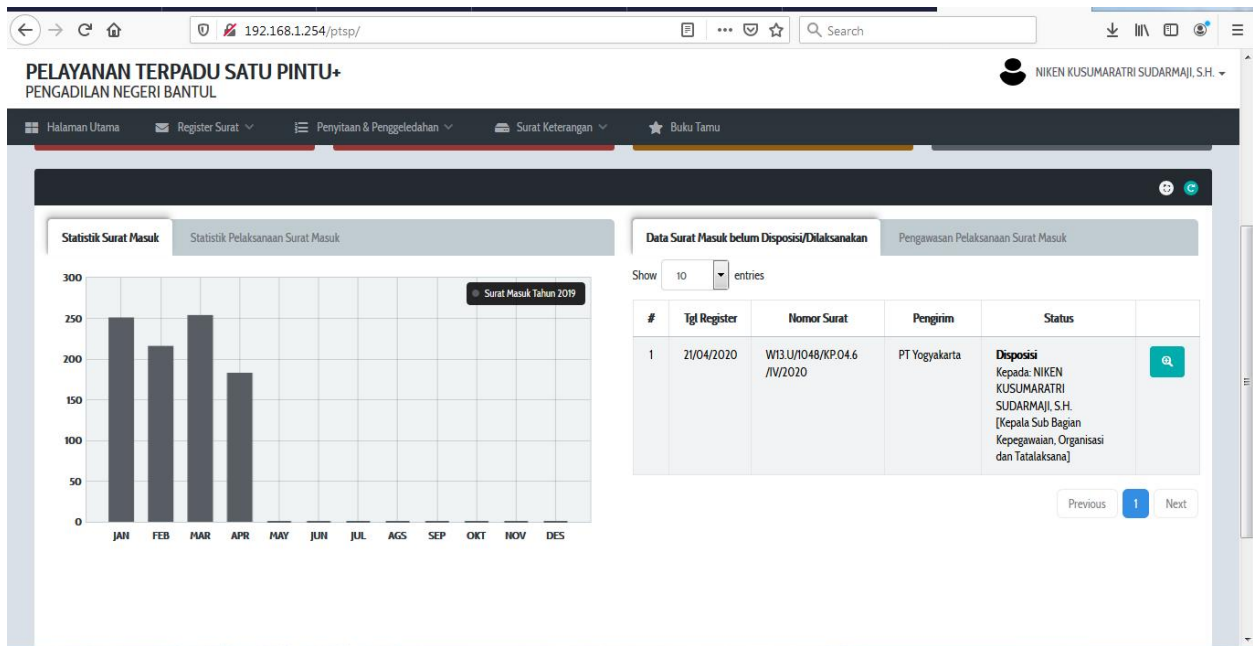 192.168.1.254/ptsp/
Search
PELAYANAN TERPADU SATU PINTU+
PENGADILAN NEGERI BANTUL
NIKEN KUSUMARATRI SUDARMAJI, S.H.
Halaman Utama
Register Surat
Penyitaan & Penggeledahan
Surat Keterangan
Buku Tamu
Statistik Surat Masuk
Statistik Pelaksanaan Surat Masuk
300
250
200
150
100
50
0
Surat Masuk Tahun 2019
JAN FEB MAR APR MAY JUN JUL AGS SEP OKT NOV DES
Data Surat Masuk belum Disposisi/Dilaksanakan
Pengawasan Pelaksanaan Surat Masuk
Show 10 entries
# Tgl Register Nomor Surat Pengirim Status
1 21/04/2020 W13.U/1048/KP.04.6 PT Yogyakarta Disposisi
/IV/2020 Kepada: NIKEN
KUSUMARATRI
SUDARMAJI, S.H.
[Kepala Sub Bagian
Kepegawaian, Organisasi
dan Tatalaksana]
Previous 1 Next